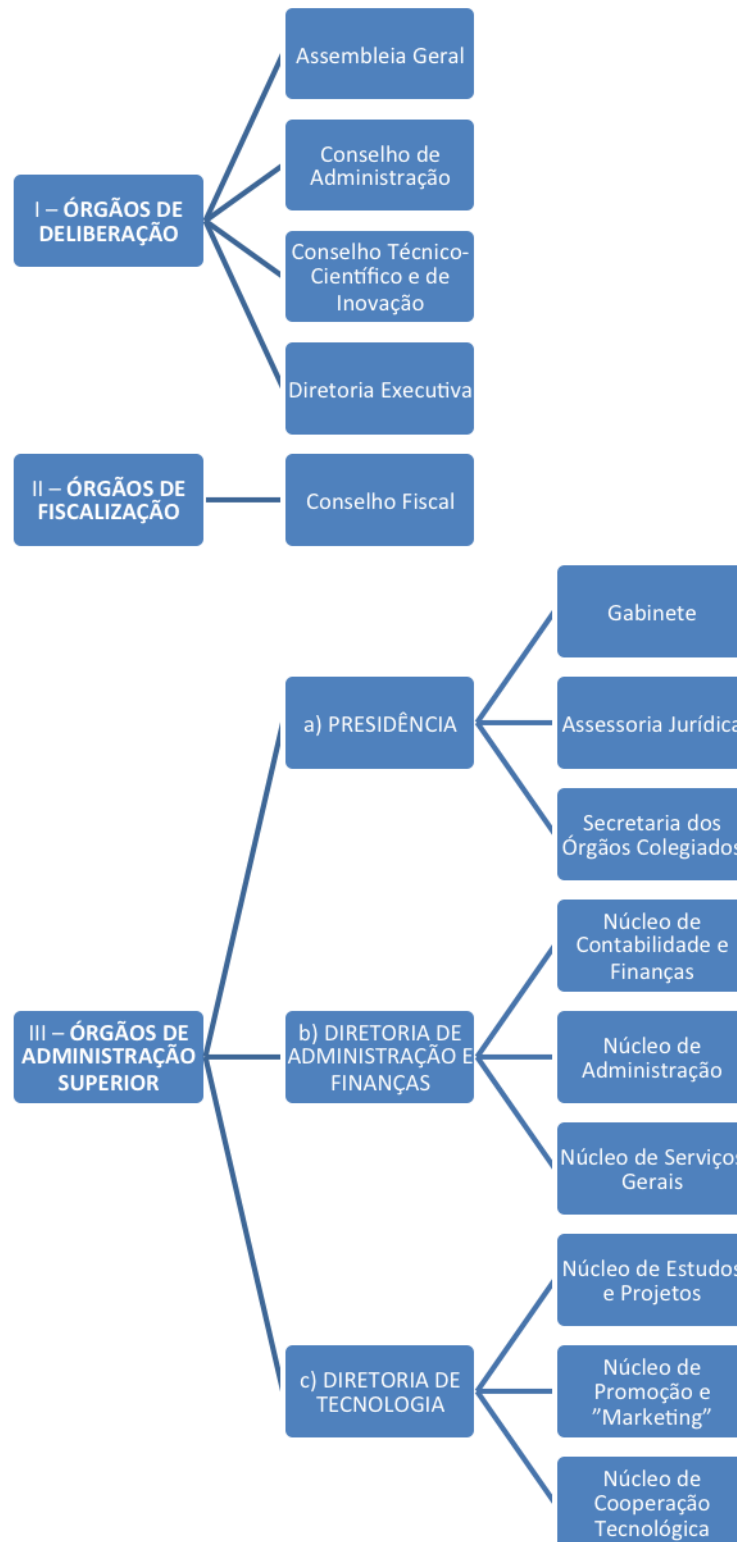 I – ÓRGÃOS DE
DELIBERAÇÃO
Assembleia Geral
Conselho de
Administração
Conselho Técnico-
Científico e de
Inovação
Diretoria Executiva
II – ÓRGÃOS DE
FISCALIZAÇÃO
Conselho Fiscal
III – ÓRGÃOS DE
ADMINISTRAÇÃO
SUPERIOR
a) PRESIDÊNCIA
Gabinete
Assessoria Jurídica
Secretaria dos
Órgãos Colegiados
b) DIRETORIA DE
ADMINISTRAÇÃO E
FINANÇAS
Núcleo de
Contabilidade e
Finanças
Núcleo de
Administração
Núcleo de Serviços
Gerais
c) DIRETORIA DE
TECNOLOGIA
Núcleo de Estudos
e Projetos
Núcleo de
Promoção e
”Marketing”
Núcleo de
Cooperação
Tecnológica